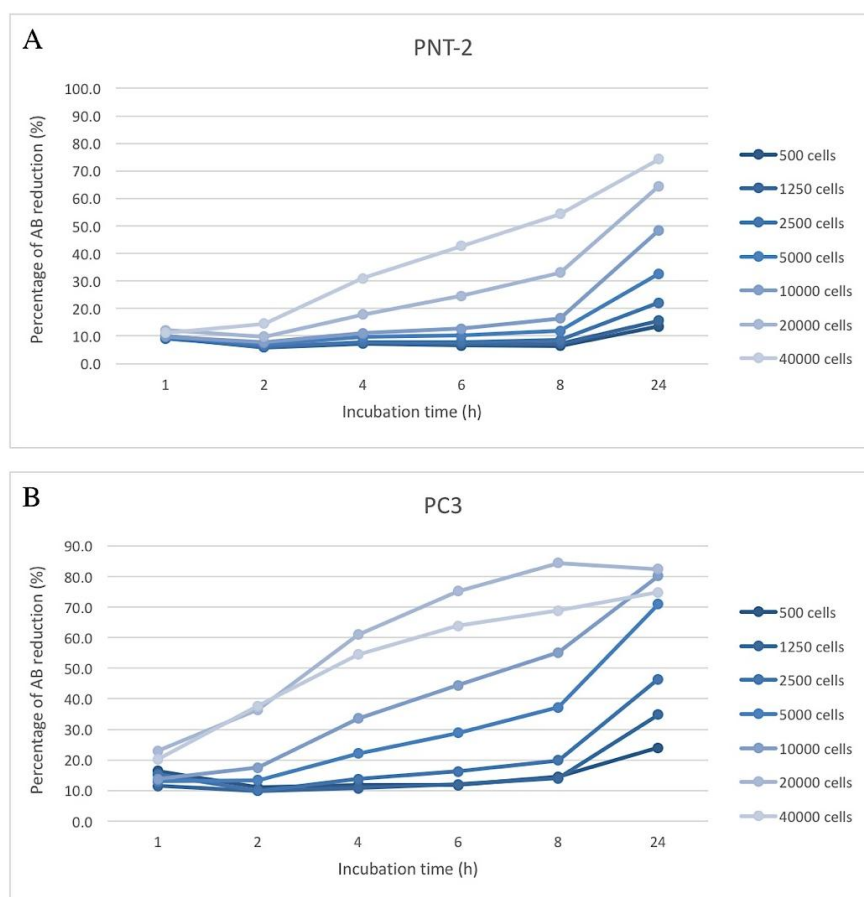 A
PNT-2
Percentage of AB reduction (%)
100.0
90.0
80.0
70.0
60.0
50.0
40.0
30.0
20.0
10.0
0.0
1 2 4 6 8 24
Incubation time (h)
500 cells
1250 cells
2500 cells
5000 cells
10000 cells
20000 cells
40000 cells
B
PC3
Percentage of AB reduction (%)
90.0
80.0
70.0
60.0
50.0
40.0
30.0
20.0
10.0
0.0
1 2 4 6 8 24
Incubation time (h)
500 cells
1250 cells
2500 cells
5000 cells
10000 cells
20000 cells
40000 cells